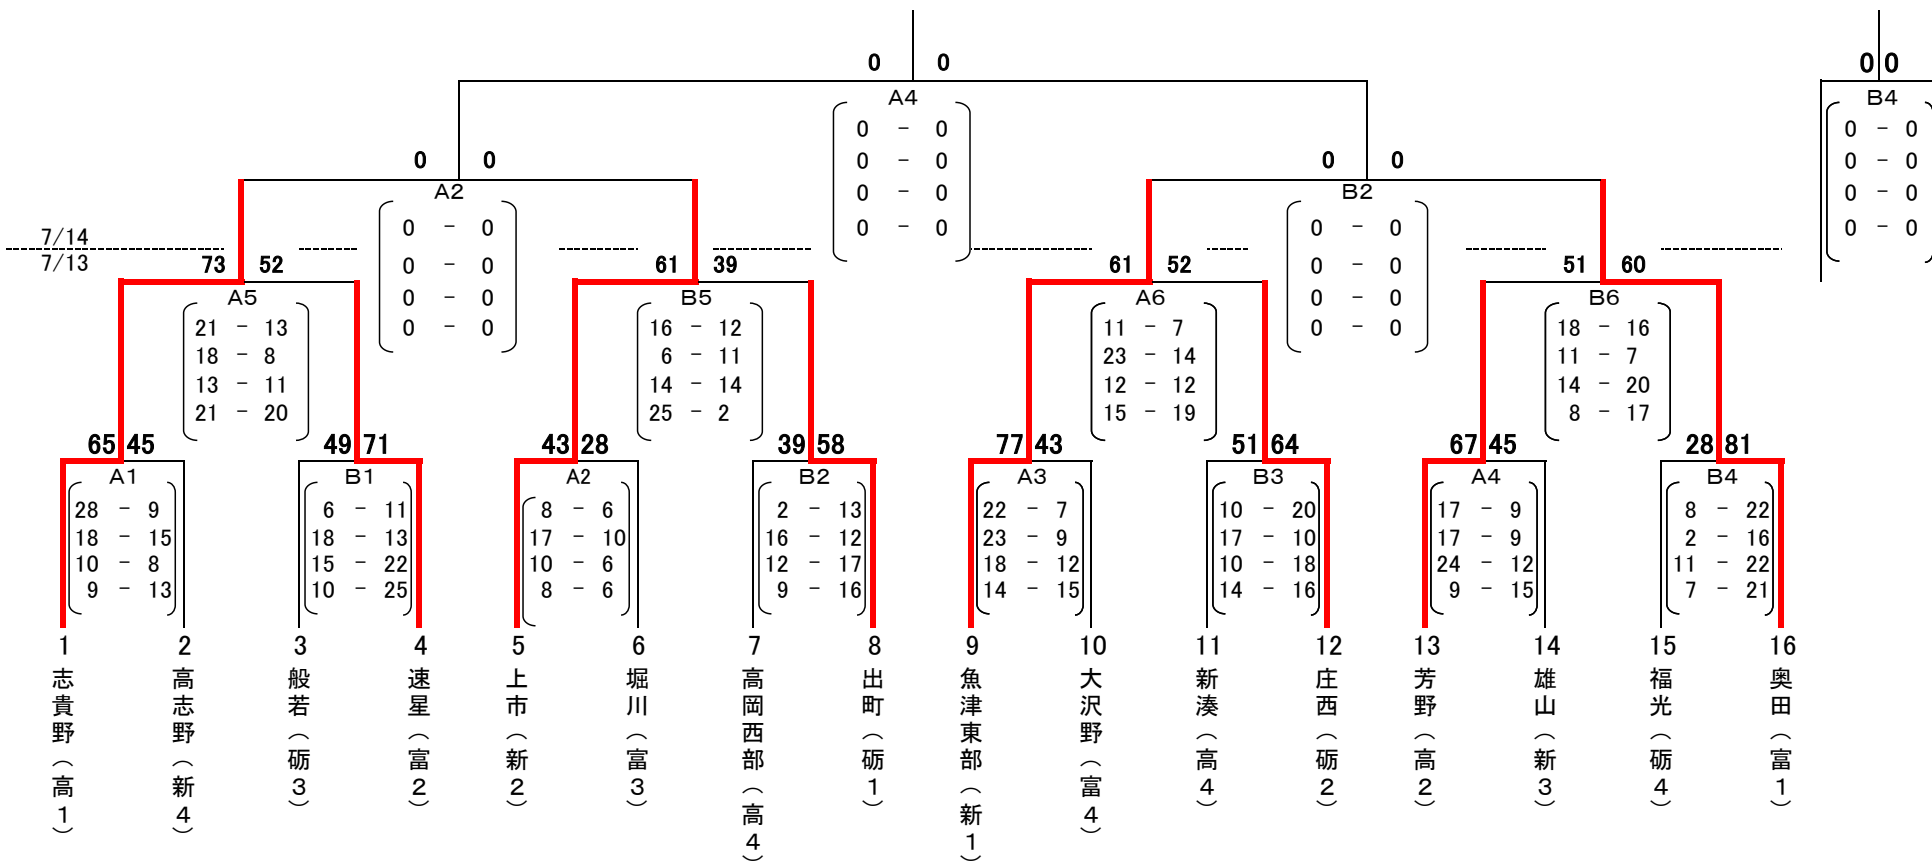 0 0
0 0
A4
0 - 0
0 - 0
0 - 0
0 - 0
B4
0 - 0
0 - 0
0 - 0
0 - 0
0 0
A2
0 - 0
0 - 0
0 - 0
0 - 0
0 0
B2
0 - 0
0 - 0
0 - 0
0 - 0
7/14
7/13
73 52
A5
21 - 13
18 - 8
13 - 11
21 - 20
61 39
B5
16 - 12
6 - 11
14 - 14
25 - 2
61 52
A6
11 - 7
23 - 14
12 - 12
15 - 19
51 60
B6
18 - 16
11 - 7
14 - 20
8 - 17
65 45
A1
28 - 9
18 - 15
10 - 8
9 - 13
49 71
B1
6 - 11
18 - 13
15 - 22
10 - 25
43 28
A2
8 - 6
17 - 10
10 - 6
8 - 6
39 58
B2
2 - 13
16 - 12
12 - 17
9 - 16
77 43
A3
22 - 7
23 - 9
18 - 12
14 - 15
51 64
B3
10 - 20
17 - 10
10 - 18
14 - 16
67 45
A4
17 - 9
17 - 9
24 - 12
9 - 15
28 81
B4
8 - 22
2 - 16
11 - 22
7 - 21
1
志貴野(高1)
2
高志野(新4)
3
般若(砺3)
4
速星(富2)
5
上市(新2)
6
堀川(富3)
7
高岡西部(高4)
8
出町(砺1)
9
魚津東部(新1)
10
大沢野(富4)
11
新湊(高4)
12
庄西(砺2)
13
芳野(高2)
14
雄山(新3)
15
福光(砺4)
16
奥田(富1)